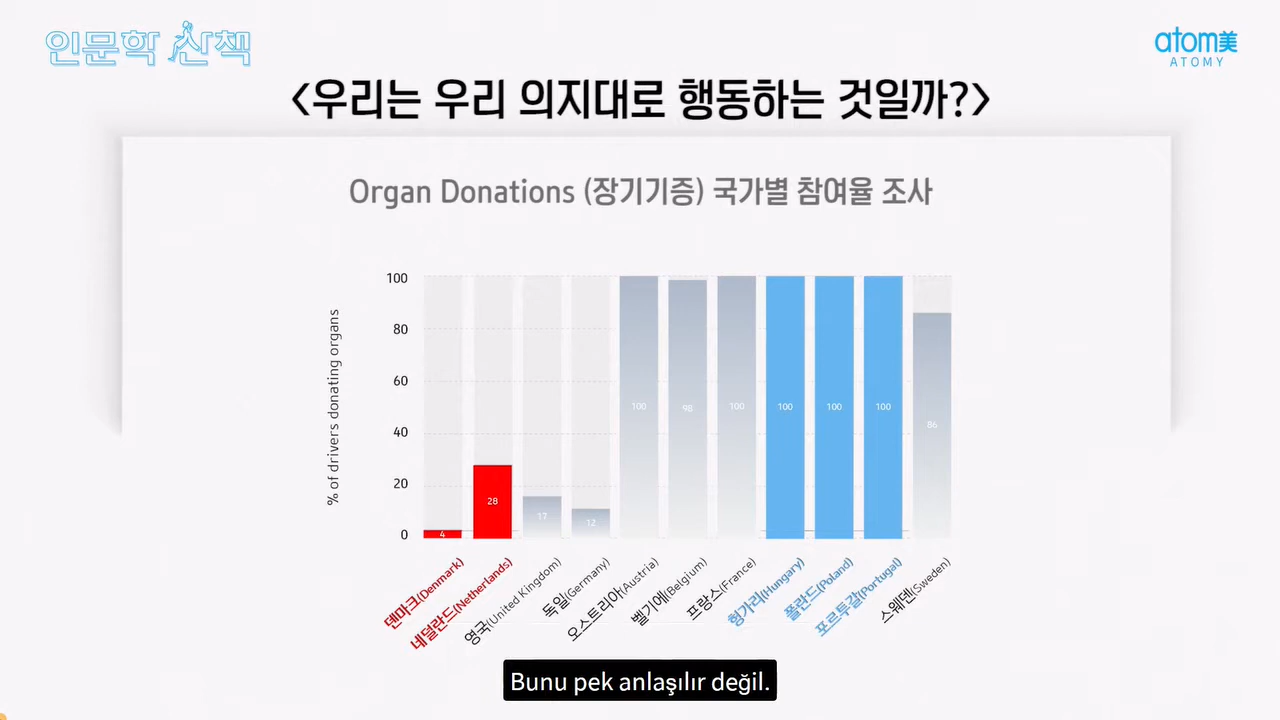 인문학 산책
atom美
ATOMY
<우리는 우리 의지대로 행동하는 것일까?>
Organ Donations (장기기증) 국가별 참여율 조사
% of drivers donating organs
100
80
60
40
20
0
4
28
17
12
100
98
100
100
100
100
86
덴마크(Denmark)
네덜란드(Netherlands)
영국(United Kingdom)
독일(Germany)
오스트리아(Austria)
벨기에(Belgium)
프랑스(France)
헝가리(Hungary)
폴란드(Poland)
포르투갈(Portugal)
스웨덴(Sweden)
Bunu pek anlaşılır değil.